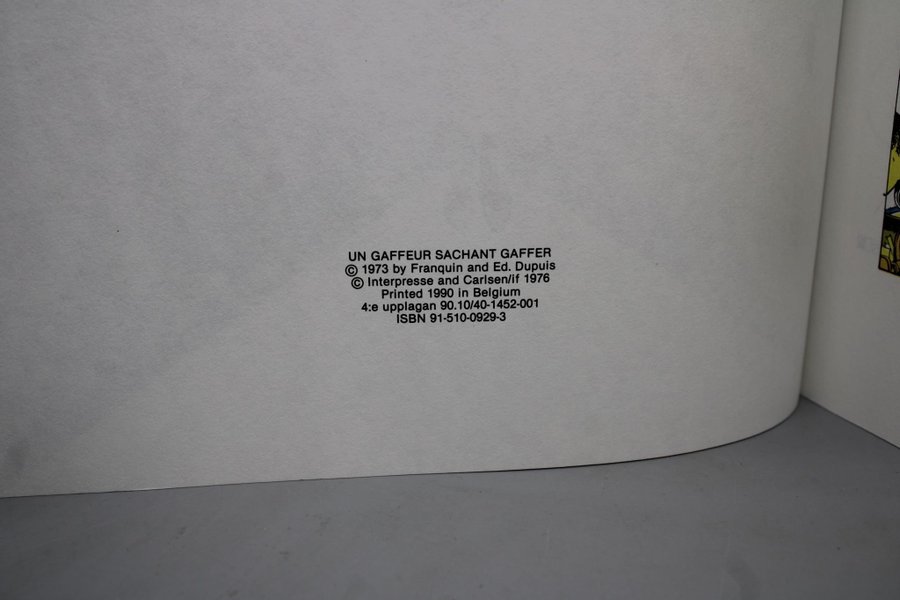 UN GAFFEUR SACHANT GAFFER
© 1973 by Franquin and Ed. Dupuis
© Interpresse and Carlsen/if 1976
Printed 1990 in Belgium
4:e upplagan 90.10/40-1452-001
ISBN 91-510-0929-3